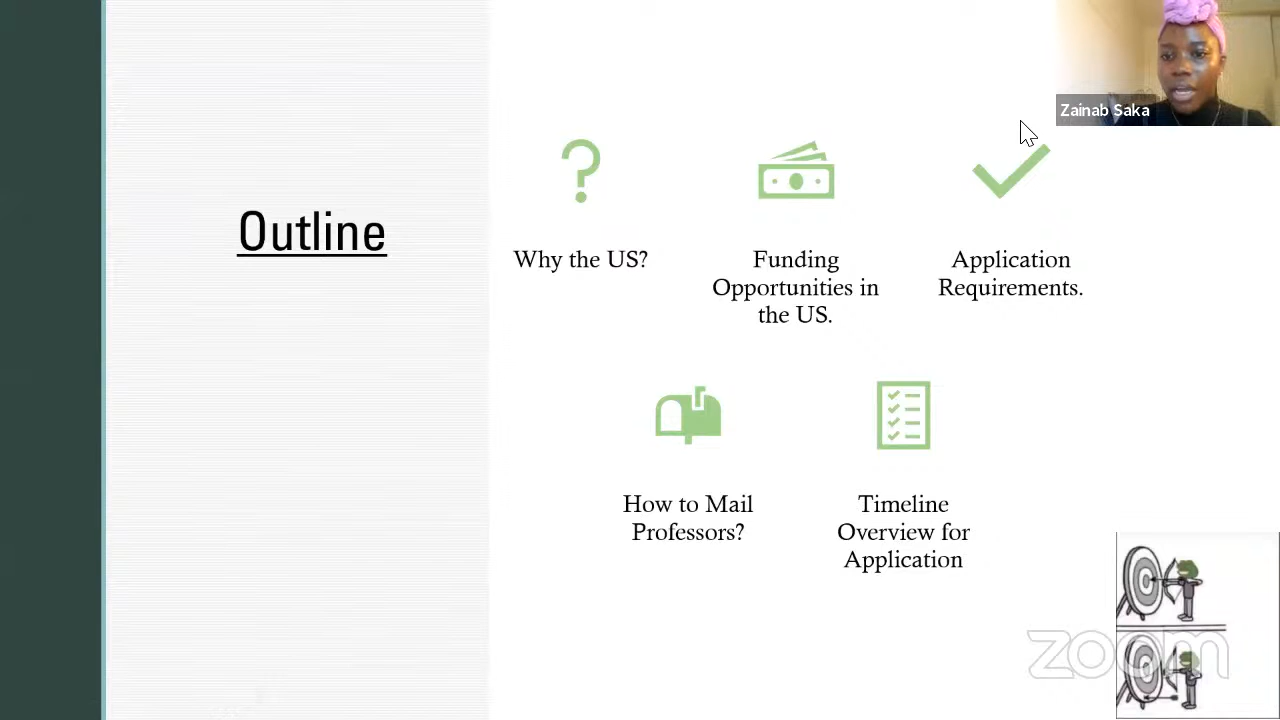 Zainab Saka
Outline
Why the US?
Funding
Opportunities in
the US.
Application
Requirements.
How to Mail
Professors?
Timeline
Overview for
Application
zoom